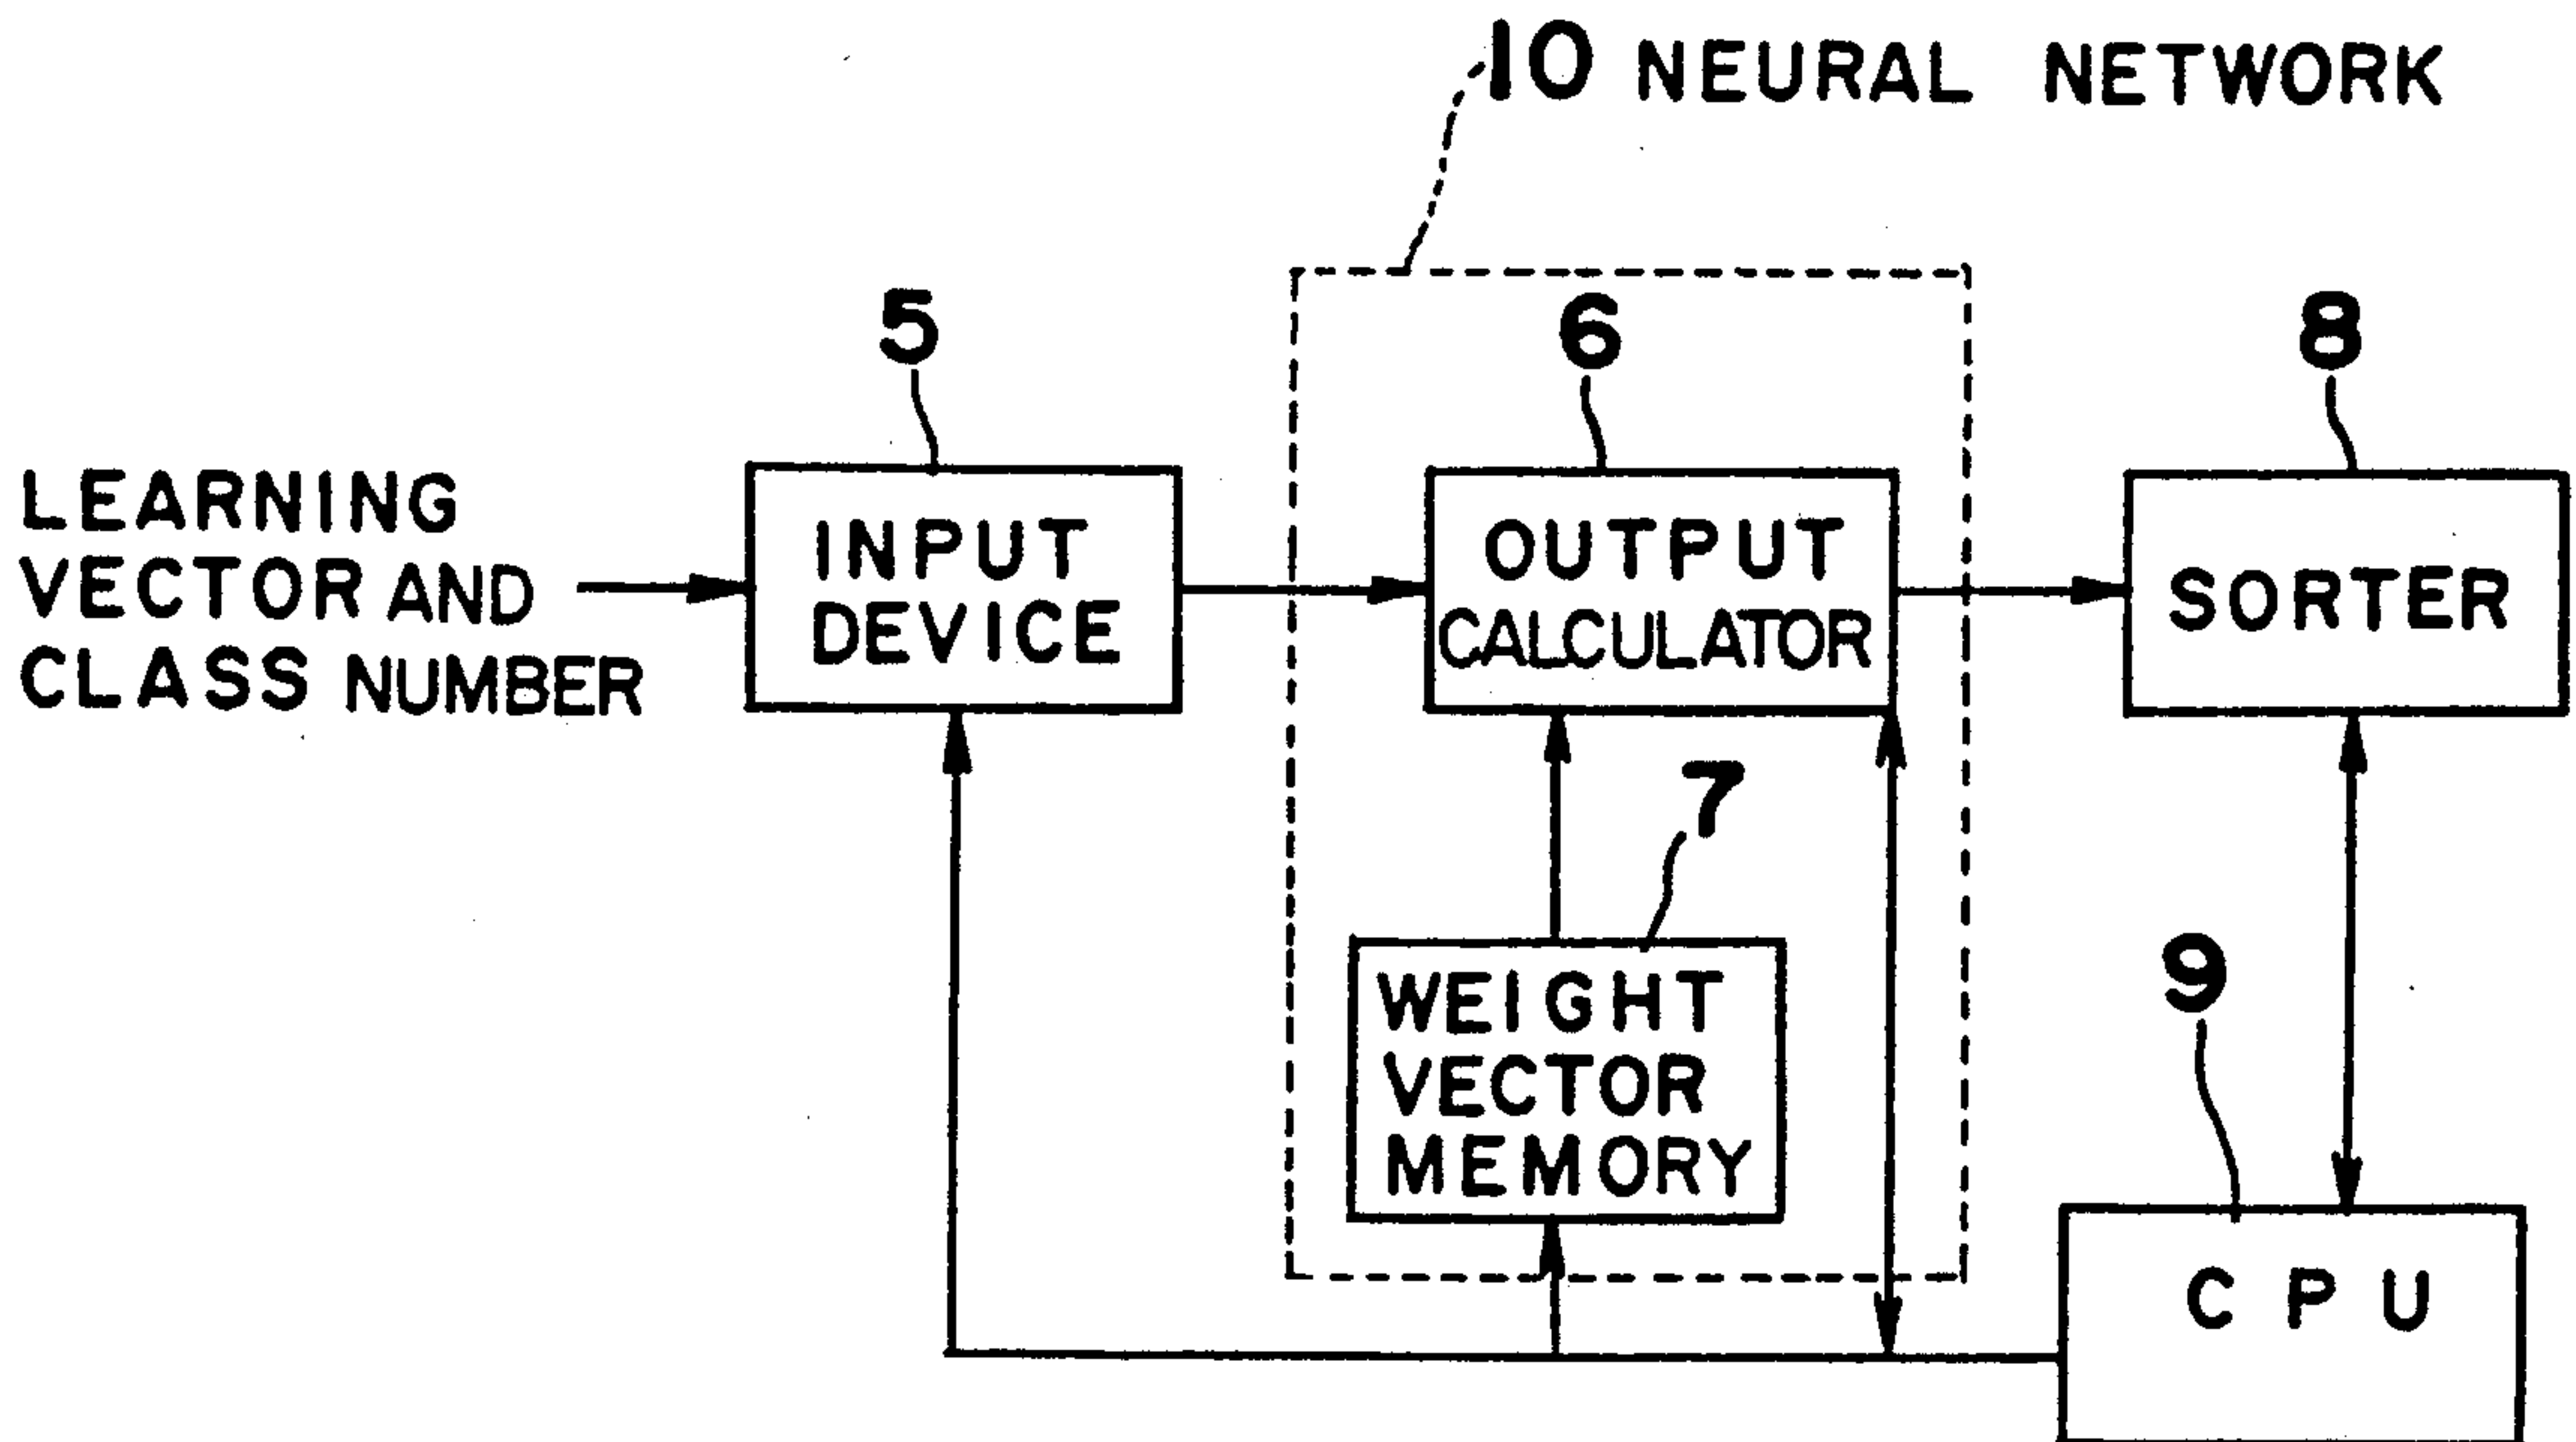 10 NEURAL NETWORK
5
6
8
LEARNING
VECTOR AND
CLASS NUMBER
INPUT
DEVICE
OUTPUT
CALCULATOR
SORTER
7
WEIGHT
VECTOR
MEMORY
9
CPU